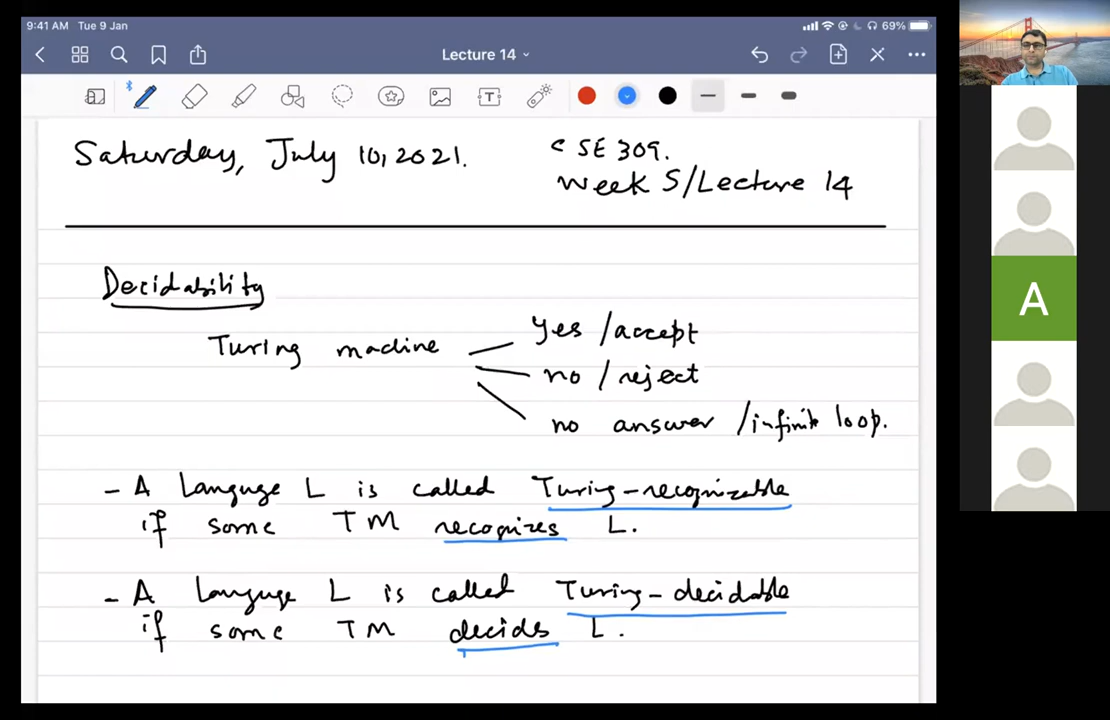 9:41 AM Tue 9 Jan
69%
Lecture 14
Saturday, July 10, 2021.
CSE 309.
Week 5/Lecture 14
Decidability
Turing machine
Yes /accept
no / reject
no answer /infinite loop.
- A languge L is called Turing-recognizable
if some TM recognizes L.
- A languge L is called Turing-decidable
if some TM decides L.
A